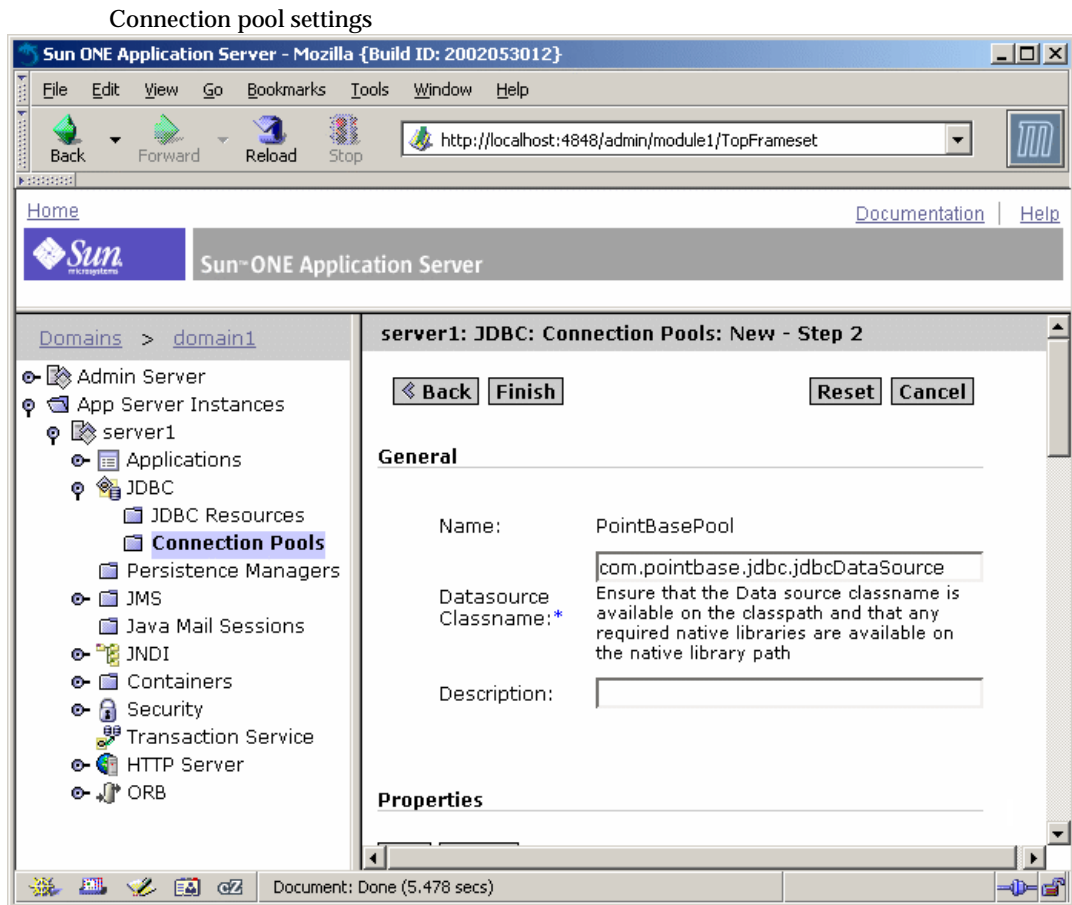 Connection pool settings
Sun ONE Application Server - Mozilla {Build ID: 2002053012}
File Edit View Go Bookmarks Tools Window Help
Back Forward Reload Stop
http://localhost:4848/admin/module1/TopFrameset
Home
Documentation | Help
Sun
microsystems
Sun™ ONE Application Server
Domains > domain1
Admin Server
App Server Instances
server1
Applications
JDBC
JDBC Resources
Connection Pools
Persistence Managers
JMS
Java Mail Sessions
JNDI
Containers
Security
Transaction Service
HTTP Server
ORB
server1: JDBC: Connection Pools: New - Step 2
Back Finish Reset Cancel
General
Name: PointBasePool
Datasource
Classname:*
com.pointbase.jdbc.jdbcDataSource
Ensure that the Data source classname is
available on the classpath and that any
required native libraries are available on
the native library path
Description:
Properties
Document: Done (5.478 secs)